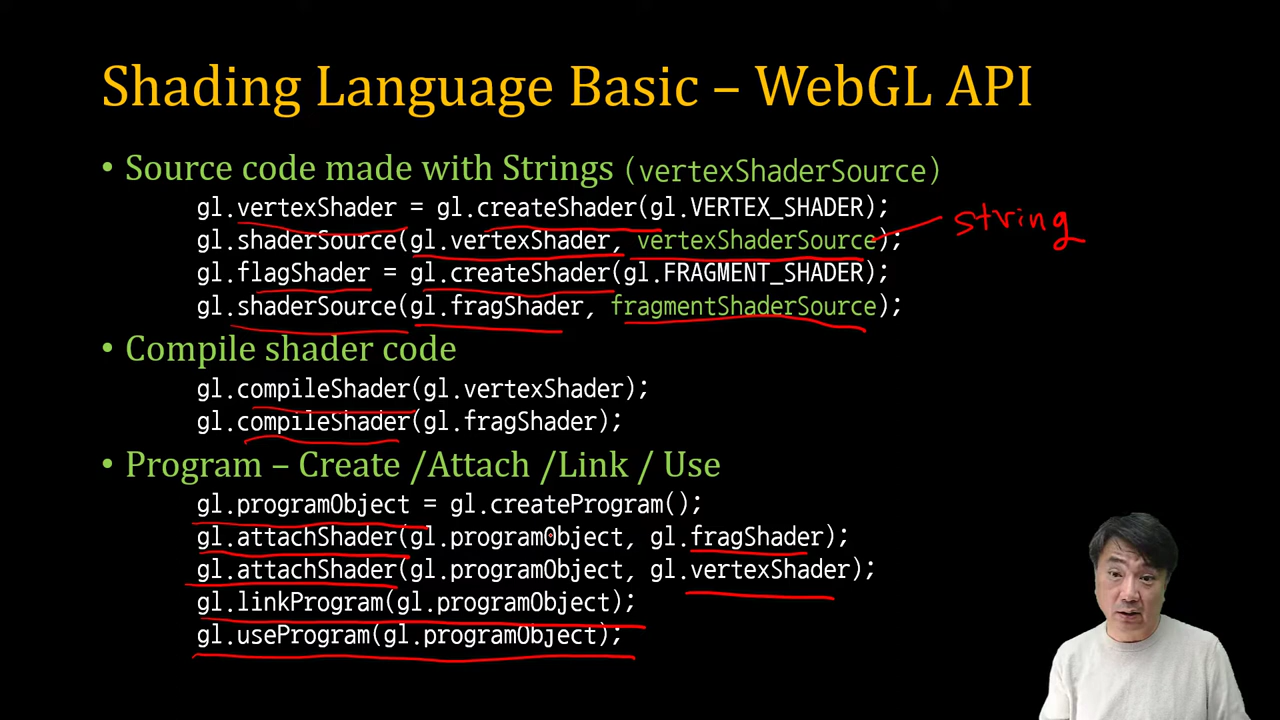 Shading Language Basic – WebGL API
• Source code made with Strings (vertexShaderSource)
gl.vertexShader = gl.createShader(gl.VERTEX_SHADER);
gl.shaderSource(gl.vertexShader, vertexShaderSource);
string
gl.flagShader = gl.createShader(gl.FRAGMENT_SHADER);
gl.shaderSource(gl.fragShader, fragmentShaderSource);
• Compile shader code
gl.compileShader(gl.vertexShader);
gl.compileShader(gl.fragShader);
• Program – Create /Attach /Link / Use
gl.programObject = gl.createProgram();
gl.attachShader(gl.programObject, gl.fragShader);
gl.attachShader(gl.programObject, gl.vertexShader);
gl.linkProgram(gl.programObject);
gl.useProgram(gl.programObject);